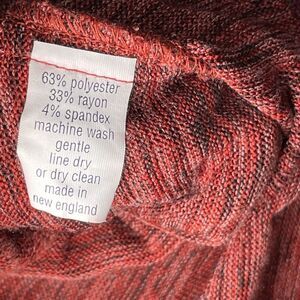 63% polyester
33% rayon
4% spandex
machine wash
gentle
line dry
or dry clean
made in
new england